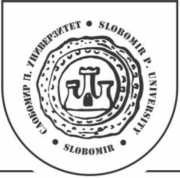 СЛОБОМИР П. УНИВЕРЗИТЕТ • SLOBOMIR P. UNIVERSITY
• SLOBOMIR •